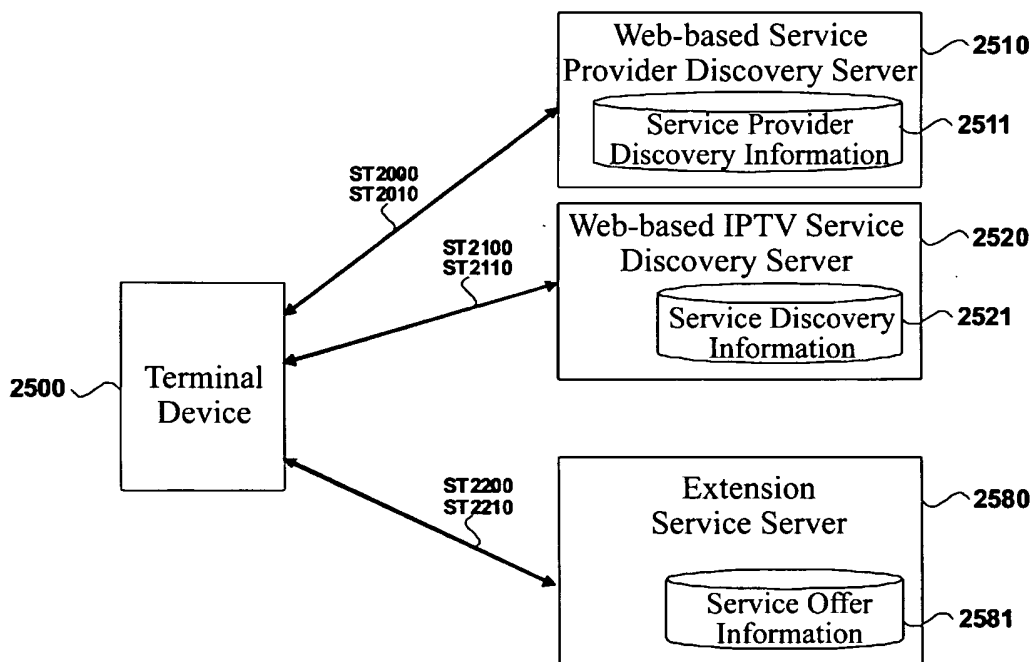 Web-based Service
Provider Discovery Server
2510
Service Provider
Discovery Information
2511
ST2000
ST2010
Web-based IPTV Service
Discovery Server
2520
ST2100
ST2110
Service Discovery
Information
2521
2500
Terminal
Device
ST2200
ST2210
Extension
Service Server
2580
Service Offer
Information
2581